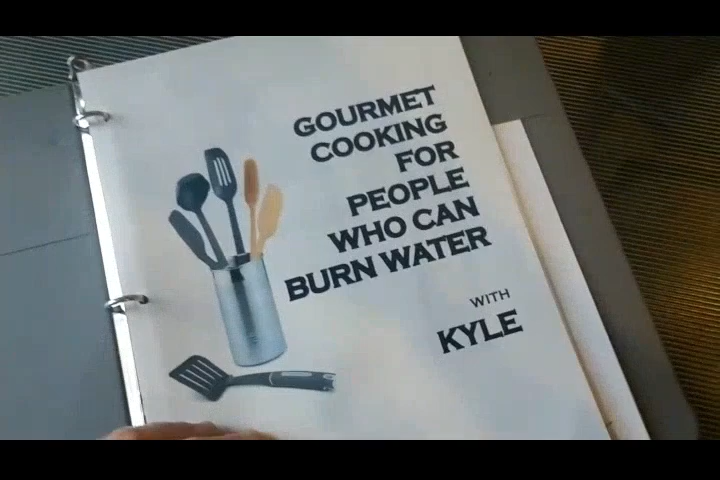 GOURMET
COOKING
FOR
PEOPLE
WHO CAN
BURN WATER
WITH
KYLE